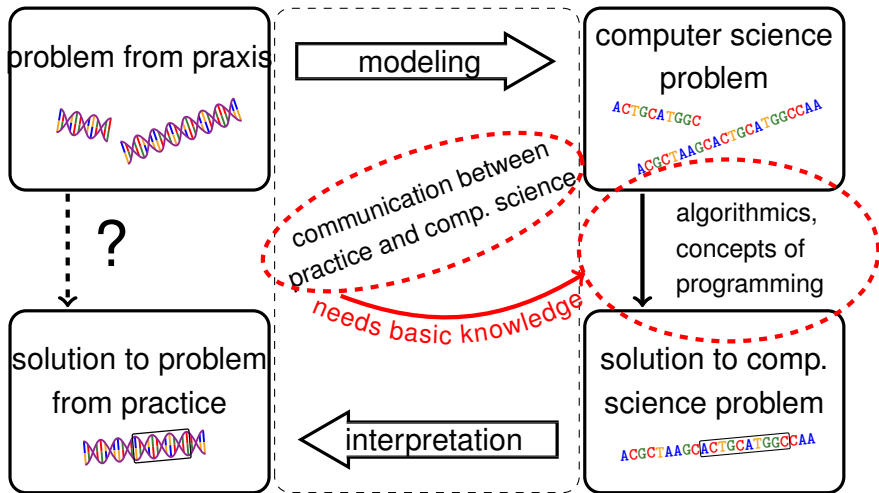 problem from praxis
modeling
computer science
problem
ACTGCATGGC
ACGCTAAGCACTGCATGGCCAA
?
communication between
practice and comp. science
needs basic knowledge
algorithmics,
concepts of
programming
solution to problem
from practice
interpretation
solution to comp.
science problem
ACGCTAAGCACTGCATGGCCAA